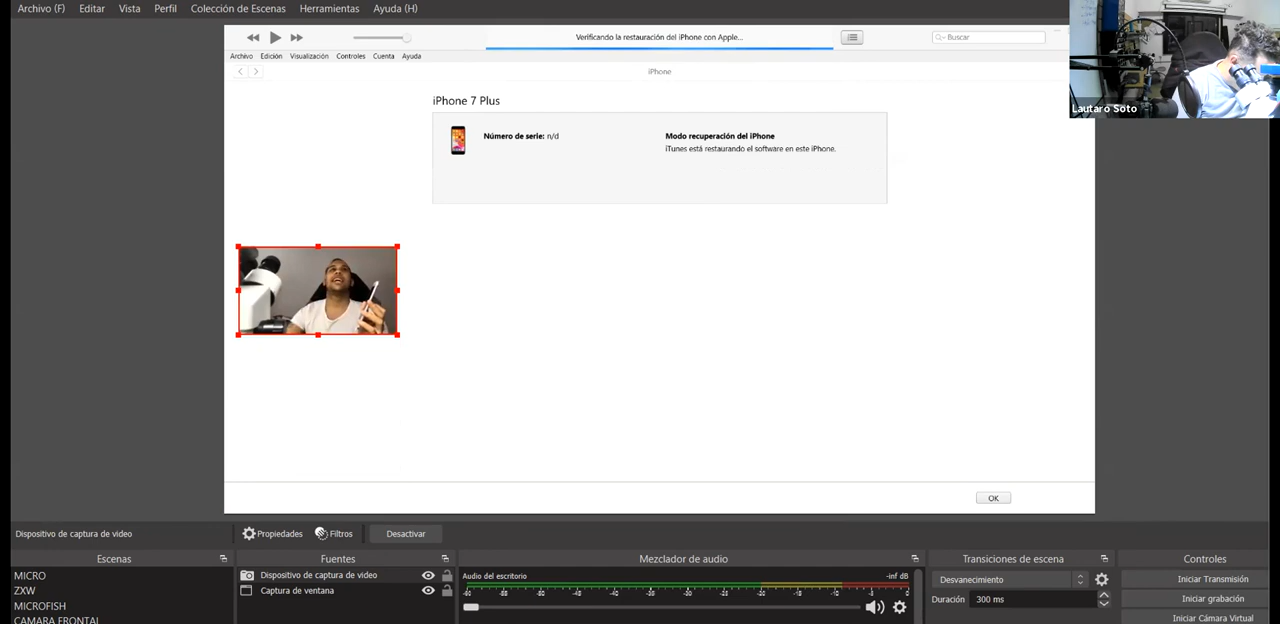 Archivo (F) Editar Vista Perfil Colección de Escenas Herramientas Ayuda (H)
Verificando la restauración del iPhone con Apple...
Buscar
Archivo Edición Visualización Controles Cuenta Ayuda
iPhone
iPhone 7 Plus
Número de serie: n/d
Modo recuperación del iPhone
iTunes está restaurando el software en este iPhone.
Lautaro Soto
OK
Dispositivo de captura de video Propiedades Filtros Desactivar
Escenas
MICRO
ZXW
MICROFISH
CAMARA FRONTAL
Fuentes
Dispositivo de captura de video
Captura de ventana
Mezclador de audio
Audio del escritorio -inf dB
Transiciones de escena
Desvanecimiento
Duración 300 ms
Controles
Iniciar Transmisión
Iniciar grabación
Iniciar Cámara Virtual